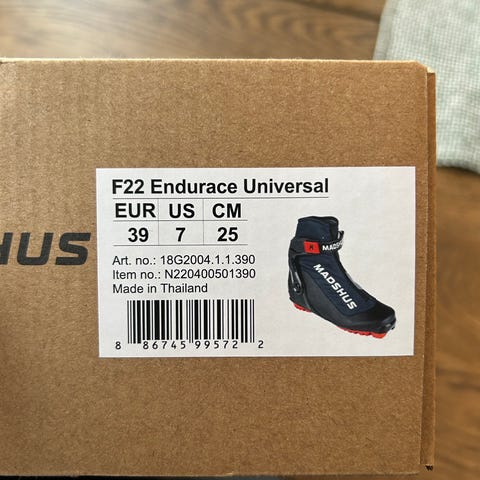 HUS
F22 Endurace Universal
EUR US CM
39 7 25
Art. no.: 18G2004.1.1.390
Item no.: N220400501390
Made in Thailand
MADSHUS
8 86745 99572 2